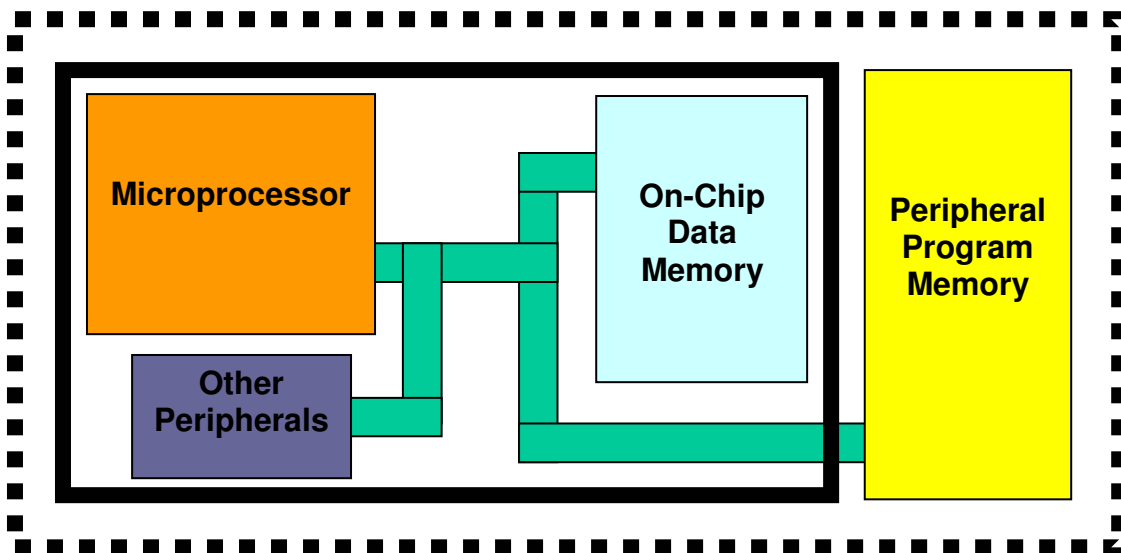 Microprocessor
On-Chip
Data
Memory
Peripheral
Program
Memory
Other
Peripherals